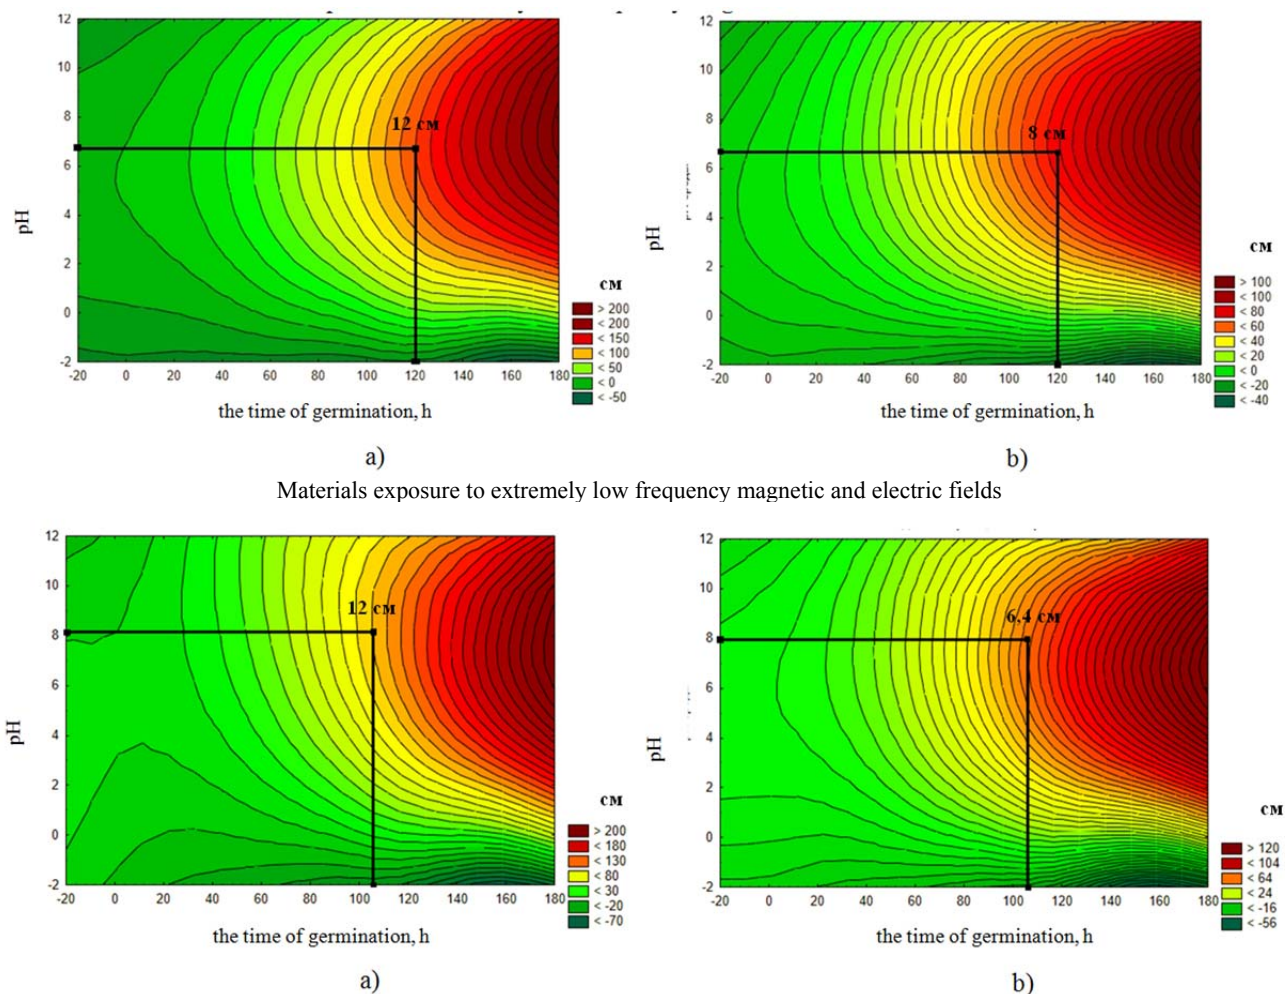 12
10
8
6
4
2
0
-2
pH
12 см
-20 0 20 40 60 80 100 120 140 160 180
the time of germination, h
см
> 200
< 200
< 150
< 100
< 50
< 0
< -50
a)
12
10
8
6
4
2
0
-2
pH
8 см
-20 0 20 40 60 80 100 120 140 160 180
the time of germination, h
см
> 100
< 100
< 80
< 60
< 40
< 20
< 0
< -20
< -40
b)
Materials exposure to extremely low frequency magnetic and electric fields
12
10
8
6
4
2
0
-2
pH
12 см
-20 0 20 40 60 80 100 120 140 160 180
the time of germination, h
см
> 200
< 180
< 130
< 80
< 30
< -20
< -70
a)
12
10
8
6
4
2
0
-2
pH
6,4 см
-20 0 20 40 60 80 100 120 140 160 180
the time of germination, h
см
> 120
< 104
< 64
< 24
< -16
< -56
b)